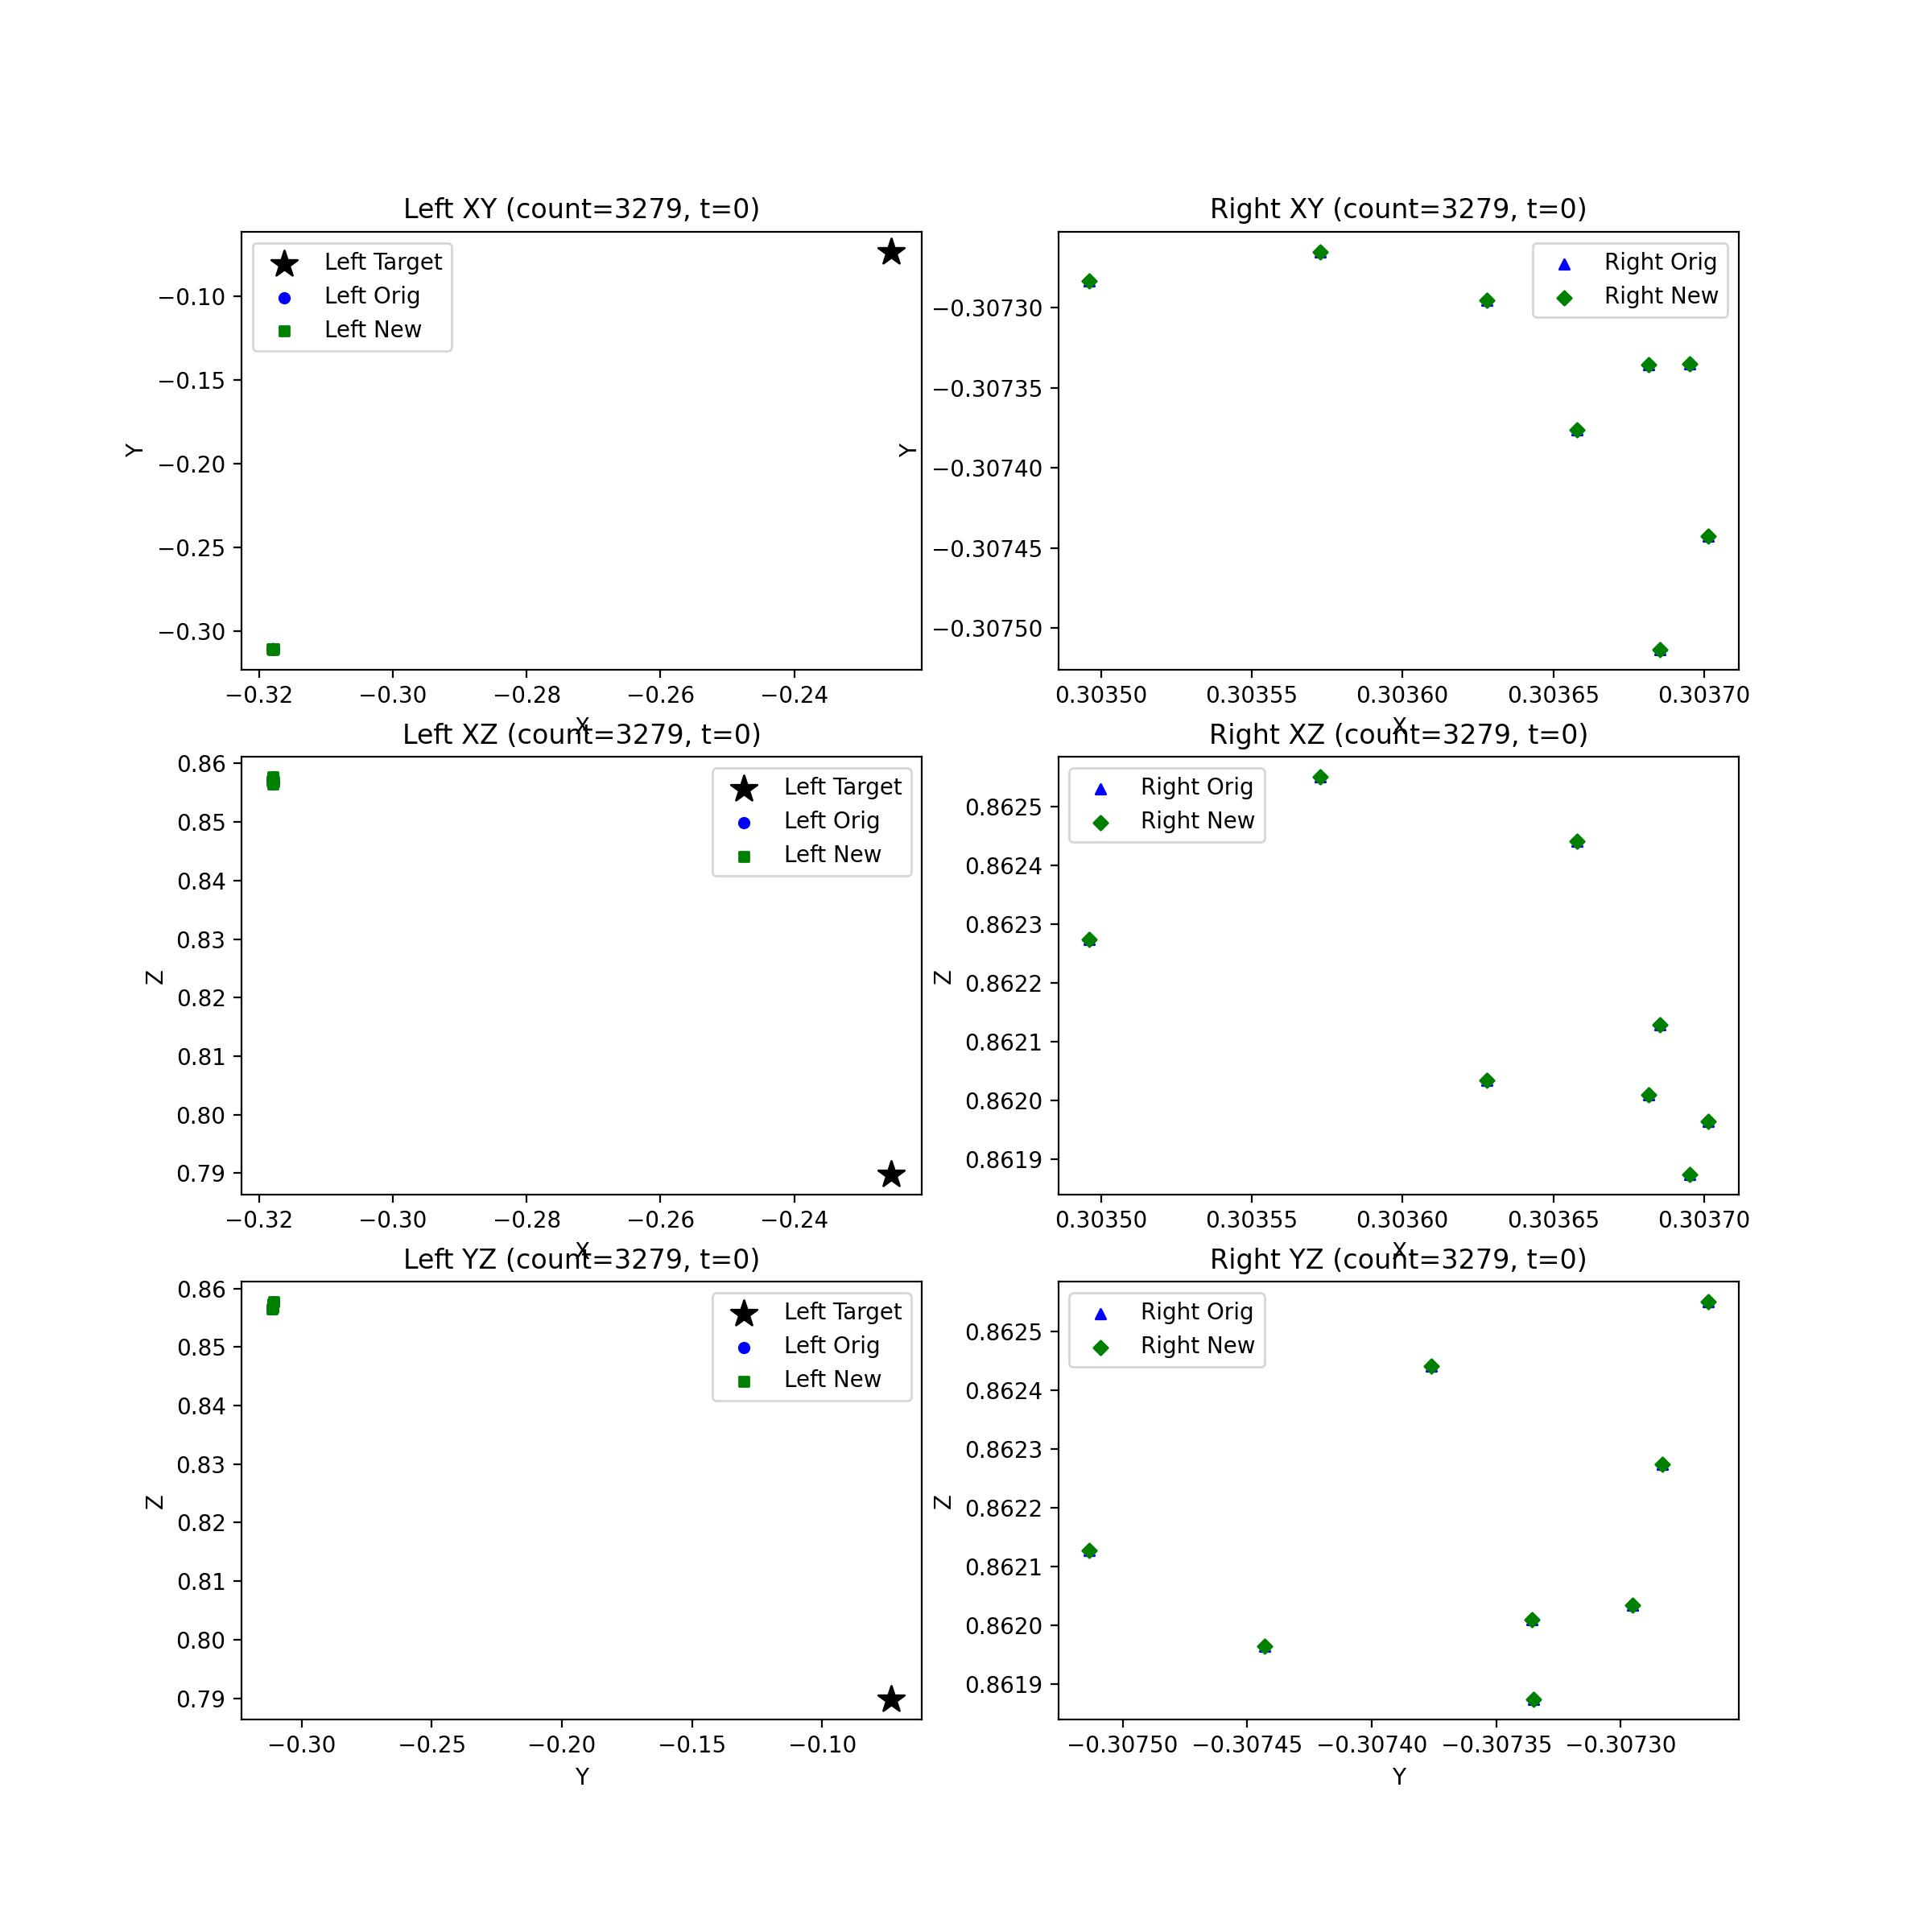 Left XY (count=3279, t=0)
Left Target
Left Orig
Left New
−0.10
−0.15
−0.20
−0.25
−0.30
Y
−0.32 −0.30 −0.28 −0.26 −0.24
X
Right XY (count=3279, t=0)
Right Orig
Right New
−0.30730
−0.30735
−0.30740
−0.30745
−0.30750
Y
0.30350 0.30355 0.30360 0.30365 0.30370
X
Left XZ (count=3279, t=0)
Left Target
Left Orig
Left New
0.86
0.85
0.84
0.83
0.82
0.81
0.80
0.79
Z
−0.32 −0.30 −0.28 −0.26 −0.24
X
Right XZ (count=3279, t=0)
Right Orig
Right New
0.8625
0.8624
0.8623
0.8622
0.8621
0.8620
0.8619
Z
0.30350 0.30355 0.30360 0.30365 0.30370
X
Left YZ (count=3279, t=0)
Left Target
Left Orig
Left New
0.86
0.85
0.84
0.83
0.82
0.81
0.80
0.79
Z
−0.30 −0.25 −0.20 −0.15 −0.10
Y
Right YZ (count=3279, t=0)
Right Orig
Right New
0.8625
0.8624
0.8623
0.8622
0.8621
0.8620
0.8619
Z
−0.30750 −0.30745 −0.30740 −0.30735 −0.30730
Y